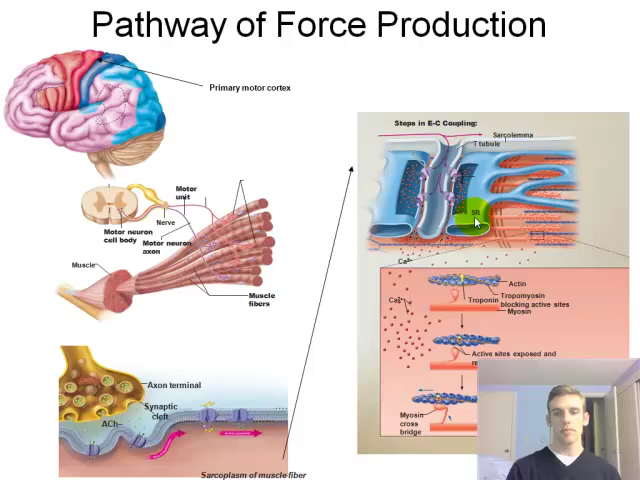 Pathway of Force Production
Primary motor cortex
Motor
unit
Nerve
Motor neuron
cell body
Motor neuron
axon
Muscle
Muscle
fibers
Axon terminal
Synaptic
cleft
ACh
Sarcoplasm of muscle fiber
Steps in E-C Coupling:
Sarcolemma
T tubule
SR
Ca
Actin
Tropomyosin
blocking active sites
Troponin
Myosin
Ca
Active sites exposed and
Myosin
cross
bridge